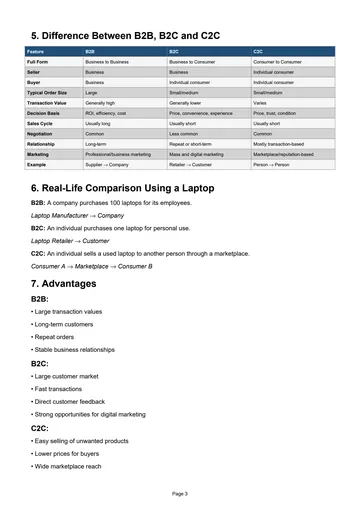 5. Difference Between B2B, B2C and C2C
Feature B2B B2C C2C
Full Form Business to Business Business to Consumer Consumer to Consumer
Seller Business Business Individual consumer
Buyer Business Individual consumer Individual consumer
Typical Order Size Large Small/medium Small/medium
Transaction Value Generally high Generally lower Varies
Decision Basis ROI, efficiency, cost Price, convenience, experience Price, trust, condition
Sales Cycle Usually long Usually short Usually short
Negotiation Common Less common Common
Relationship Long-term Repeat or short-term Mostly transaction-based
Marketing Professional/business marketing Mass and digital marketing Marketplace/reputation-based
Example Supplier → Company Retailer → Customer Person → Person
6. Real-Life Comparison Using a Laptop
B2B: A company purchases 100 laptops for its employees.
Laptop Manufacturer → Company
B2C: An individual purchases one laptop for personal use.
Laptop Retailer → Customer
C2C: An individual sells a used laptop to another person through a marketplace.
Consumer A → Marketplace → Consumer B
7. Advantages
B2B:
• Large transaction values
• Long-term customers
• Repeat orders
• Stable business relationships
B2C:
• Large customer market
• Fast transactions
• Direct customer feedback
• Strong opportunities for digital marketing
C2C:
• Easy selling of unwanted products
• Lower prices for buyers
• Wide marketplace reach
Page 3